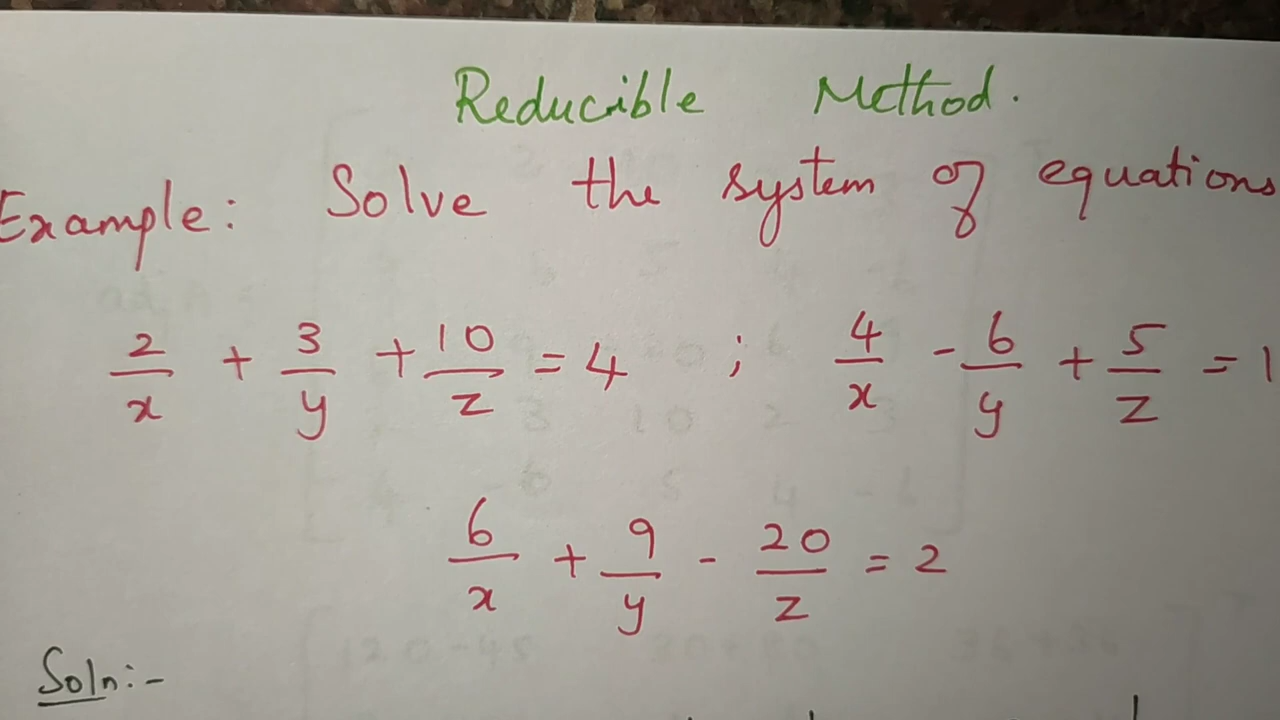 Reducible Method.
Example: Solve the system of equations
2/x + 3/y + 10/z = 4 ; 4/x - 6/y + 5/z = 1
6/x + 9/y - 20/z = 2
Soln:-